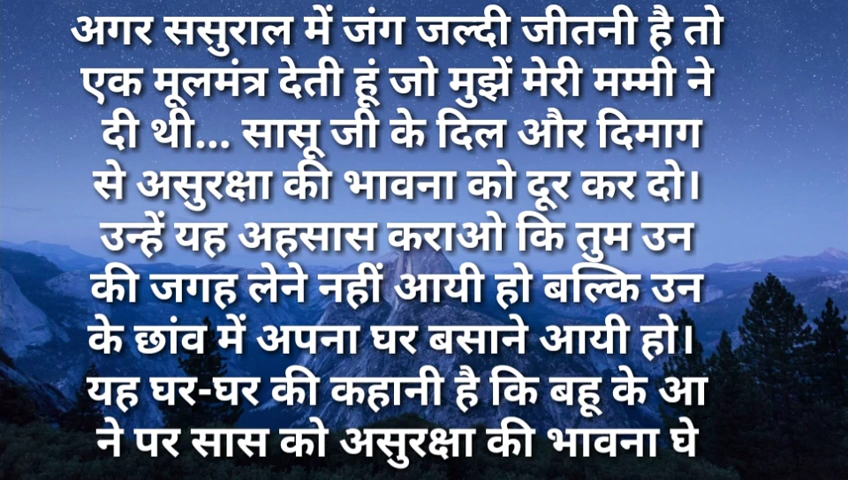 अगर ससुराल में जंग जल्दी जीतनी है तो
एक मूलमंत्र देती हूं जो मुझें मेरी मम्मी ने
दी थी... सासू जी के दिल और दिमाग
से असुरक्षा की भावना को दूर कर दो।
उन्हें यह अहसास कराओ कि तुम उन
की जगह लेने नहीं आयी हो बल्कि उन
के छांव में अपना घर बसाने आयी हो।
यह घर-घर की कहानी है कि बहू के आ
ने पर सास को असुरक्षा की भावना घे